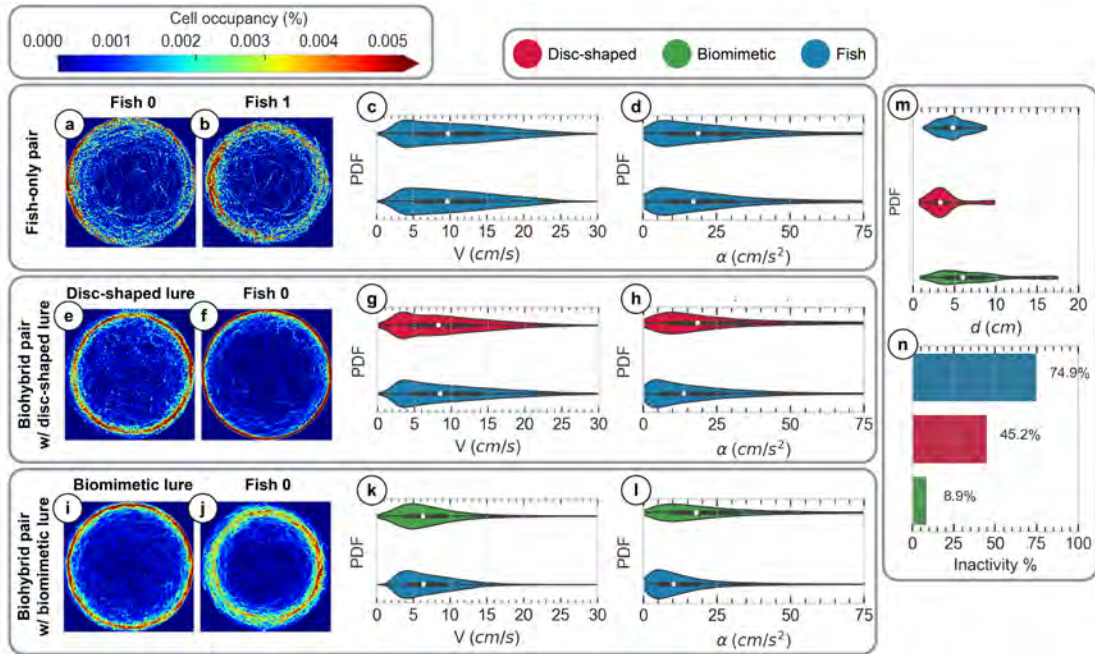 Cell occupancy (%)
0.000 0.001 0.002 0.003 0.004 0.005
Disc-shaped Biomimetic Fish
Fish-only pair
Fish 0 Fish 1
a b c d
PDF PDF
0 5 10 15 20 25 30
V (cm/s)
0 25 50 75
α (cm/s²)
Biohybrid pair
w/ disc-shaped lure
Disc-shaped lure Fish 0
e f g h
PDF PDF
0 5 10 15 20 25 30
V (cm/s)
0 25 50 75
α (cm/s²)
Biohybrid pair
w/ biomimetic lure
Biomimetic lure Fish 0
i j k l
PDF PDF
0 5 10 15 20 25 30
V (cm/s)
0 25 50 75
α (cm/s²)
m
PDF
0 5 10 15 20
d (cm)
n
74.9%
45.2%
8.9%
0 25 50 75 100
Inactivity %